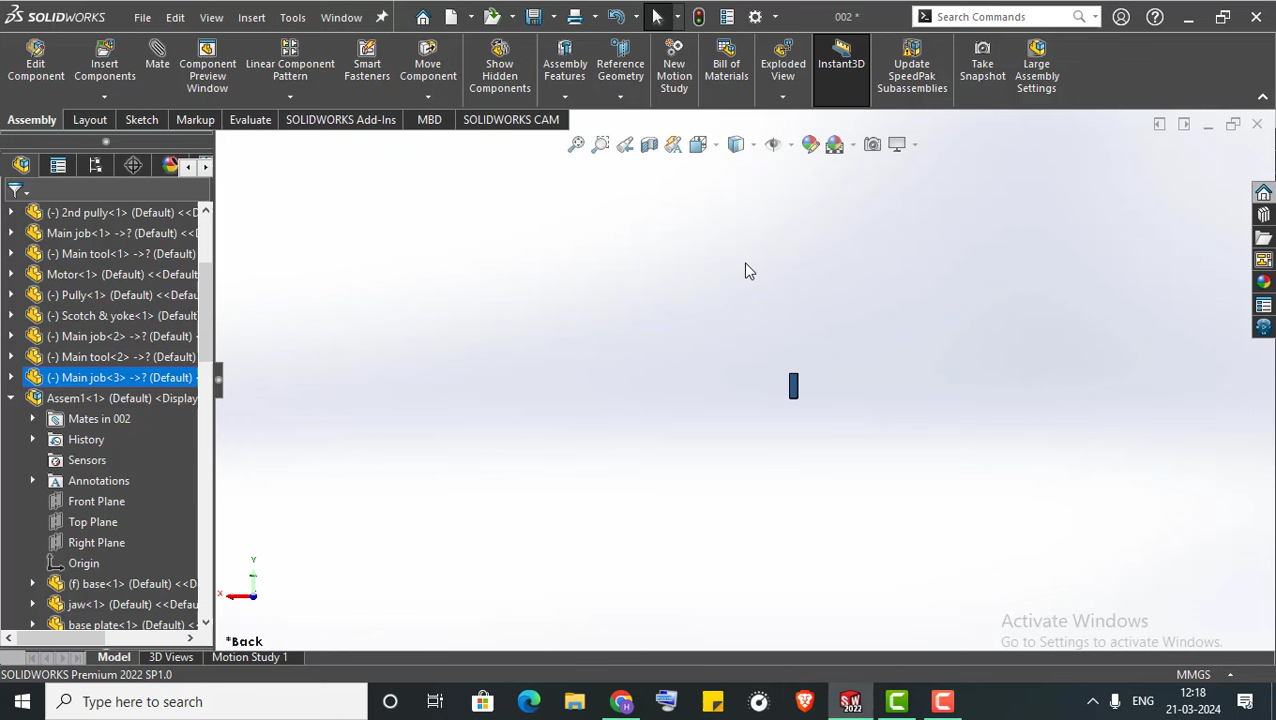 SOLIDWORKS File Edit View Insert Tools Window 002 * Search Commands
Edit Component
Insert Components
Mate
Component Preview Window
Linear Component Pattern
Smart Fasteners
Move Component
Show Hidden Components
Assembly Features
Reference Geometry
New Motion Study
Bill of Materials
Exploded View
Instant3D
Update SpeedPak Subassemblies
Take Snapshot
Large Assembly Settings
Assembly Layout Sketch Markup Evaluate SOLIDWORKS Add-Ins MBD SOLIDWORKS CAM
(-) 2nd pully<1> (Default) <<D
Main job<1> ->? (Default) <
(-) Main tool<1> ->? (Default)
Motor<1> (Default) <<Defau
(-) Pully<1> (Default) <<Def
(-) Scotch & yoke<1> (Defau
(-) Main job<2> ->? (Default)
(-) Main tool<2> ->? (Default)
(-) Main job<3> ->? (Default)
Assem1<1> (Default) <Display
Mates in 002
History
Sensors
Annotations
Front Plane
Top Plane
Right Plane
Origin
(f) base<1> (Default) <<D
jaw<1> (Default) <<Defau
base plate<1> (Default)
Y
X
*Back
Activate Windows
Go to Settings to activate Windows.
Model 3D Views Motion Study 1
SOLIDWORKS Premium 2022 SP1.0 MMGS
Type here to search
SW 2022
ENG
12:18
21-03-2024